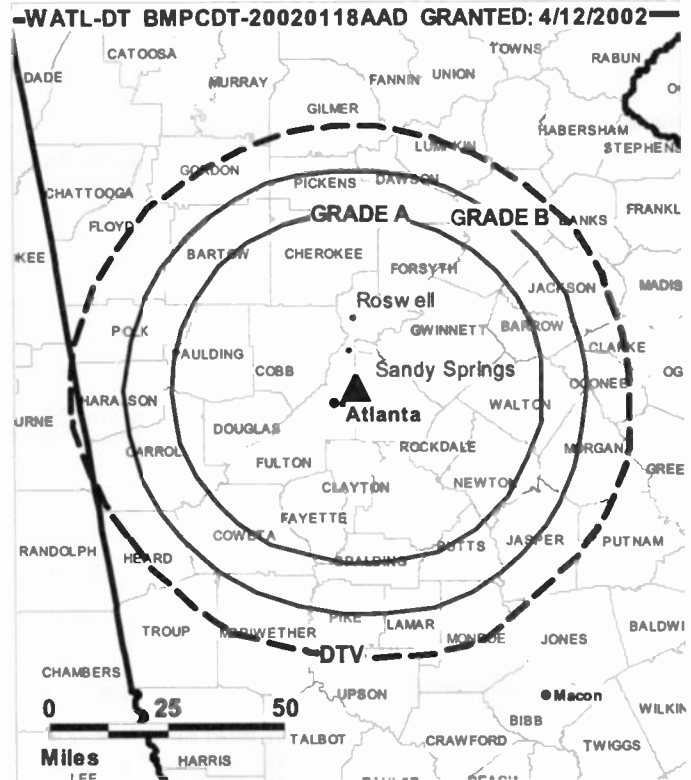 WATL-DT BMPCDT-20020118AAD GRANTED: 4/12/2002
TOWNS
CATOOSA
RABUN
DADE
MURRAY
FANNIN
UNION
GILMER
HABERSHAM
LUMPKIN
STEPHENS
GORDON
PICKENS
DAWSON
CHATTOOGA
FRANKL
GRADE A
GRADE B
BANKS
FLOYD
BARTOW
CHEROKEE
KEE
FORSYTH
MADIS
JACKSON
Roswell
POLK
GWINNETT
BARROW
CLARKE
PAULDING
COBB
Sandy Springs
OG
OCONEE
HARALSON
WALTON
Atlanta
URNE
DOUGLAS
CARROL
ROCKDALE
MORGAN
FULTON
GREE
CLAYTON
NEWTON
FAYETTE
COWETA
JASPER
PUTNAM
BUTTS
RANDOLPH
HEARD
SPALDING
PIKE
LAMAR
TROUP
MERIWETHER
MONROE
JONES
BALDWI
DTV
CHAMBERS
UPSON
Macon
0 25 50
WILKIN
BIBB
TALBOT
CRAWFORD
TWIGGS
Miles
HARRIS
LEE
PEACH